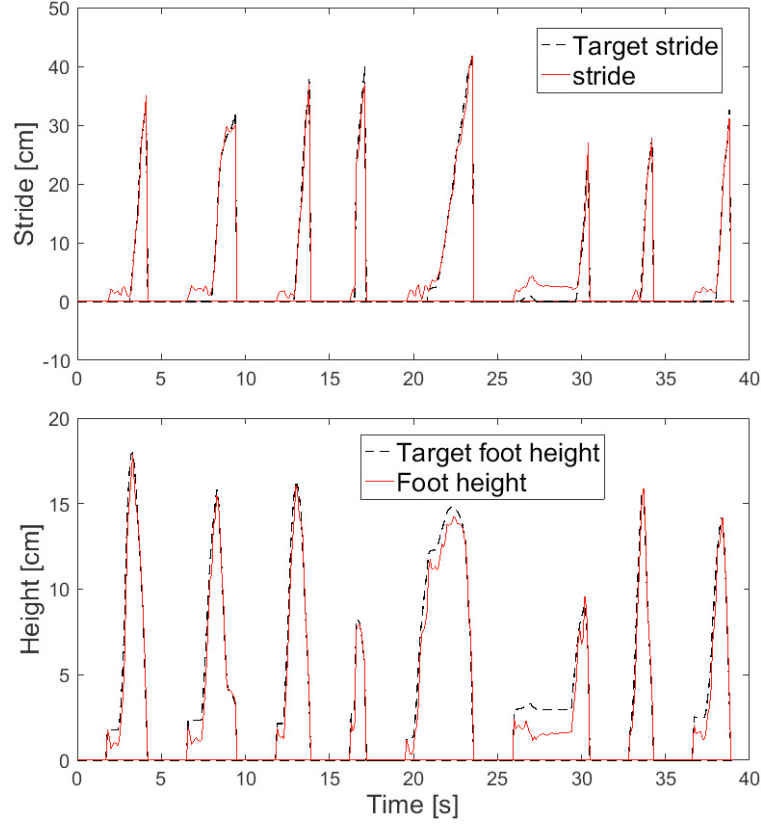 50
40
30
20
10
0
-10
Stride [cm]
Target stride
stride
0 5 10 15 20 25 30 35 40
20
15
10
5
0
Height [cm]
Target foot height
Foot height
0 5 10 15 20 25 30 35 40
Time [s]